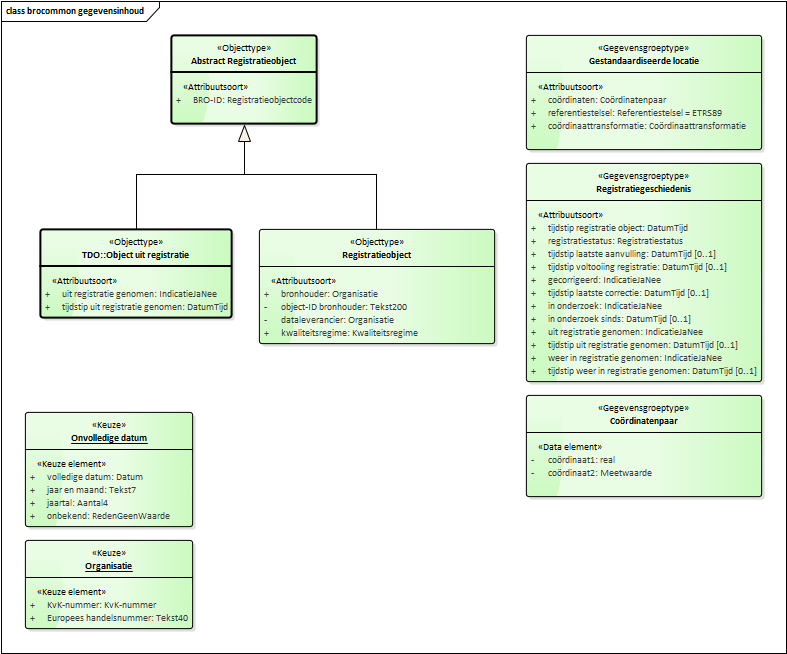 class brocommon gegevensinhoud
«Objecttype»
Abstract Registratieobject
«Attribuutsoort»
+ BRO-ID: Registratieobjectcode
«Objecttype»
TDO::Object uit registratie
«Attribuutsoort»
+ uit registratie genomen: IndicatieJaNee
+ tijdstip uit registratie genomen: DatumTijd
«Objecttype»
Registratieobject
«Attribuutsoort»
+ bronhouder: Organisatie
- object-ID bronhouder: Tekst200
- dataleverancier: Organisatie
+ kwaliteitsregime: Kwaliteitsregime
«Keuze»
Onvolledige datum
«Keuze element»
+ volledige datum: Datum
+ jaar en maand: Tekst7
+ jaartal: Aantal4
+ onbekend: RedenGeenWaarde
«Keuze»
Organisatie
«Keuze element»
+ KvK-nummer: KvK-nummer
+ Europees handelsnummer: Tekst40
«Gegevensgroeptype»
Gestandaardiseerde locatie
«Attribuutsoort»
+ coördinaten: Coördinatenpaar
+ referentiestelsel: Referentiestelsel = ETRS89
+ coördinaattransformatie: Coördinaattransformatie
«Gegevensgroeptype»
Registratiegeschiedenis
«Attribuutsoort»
+ tijdstip registratie object: DatumTijd
+ registratiestatus: Registratiestatus
+ tijdstip laatste aanvulling: DatumTijd [0..1]
+ tijdstip voltooiing registratie: DatumTijd [0..1]
+ gecorrigeerd: IndicatieJaNee
+ tijdstip laatste correctie: DatumTijd [0..1]
+ in onderzoek: IndicatieJaNee
+ in onderzoek sinds: DatumTijd [0..1]
+ uit registratie genomen: IndicatieJaNee
+ tijdstip uit registratie genomen: DatumTijd [0..1]
+ weer in registratie genomen: IndicatieJaNee
+ tijdstip weer in registratie genomen: DatumTijd [0..1]
«Gegevensgroeptype»
Coördinatenpaar
«Data element»
- coördinaat1: real
- coördinaat2: Meetwaarde